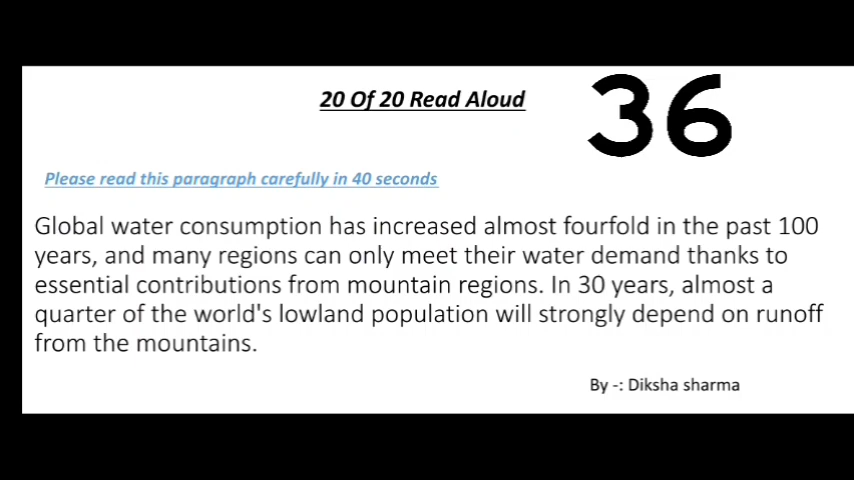 20 Of 20 Read Aloud
36
Please read this paragraph carefully in 40 seconds
Global water consumption has increased almost fourfold in the past 100
years, and many regions can only meet their water demand thanks to
essential contributions from mountain regions. In 30 years, almost a
quarter of the world's lowland population will strongly depend on runoff
from the mountains.
By -: Diksha sharma